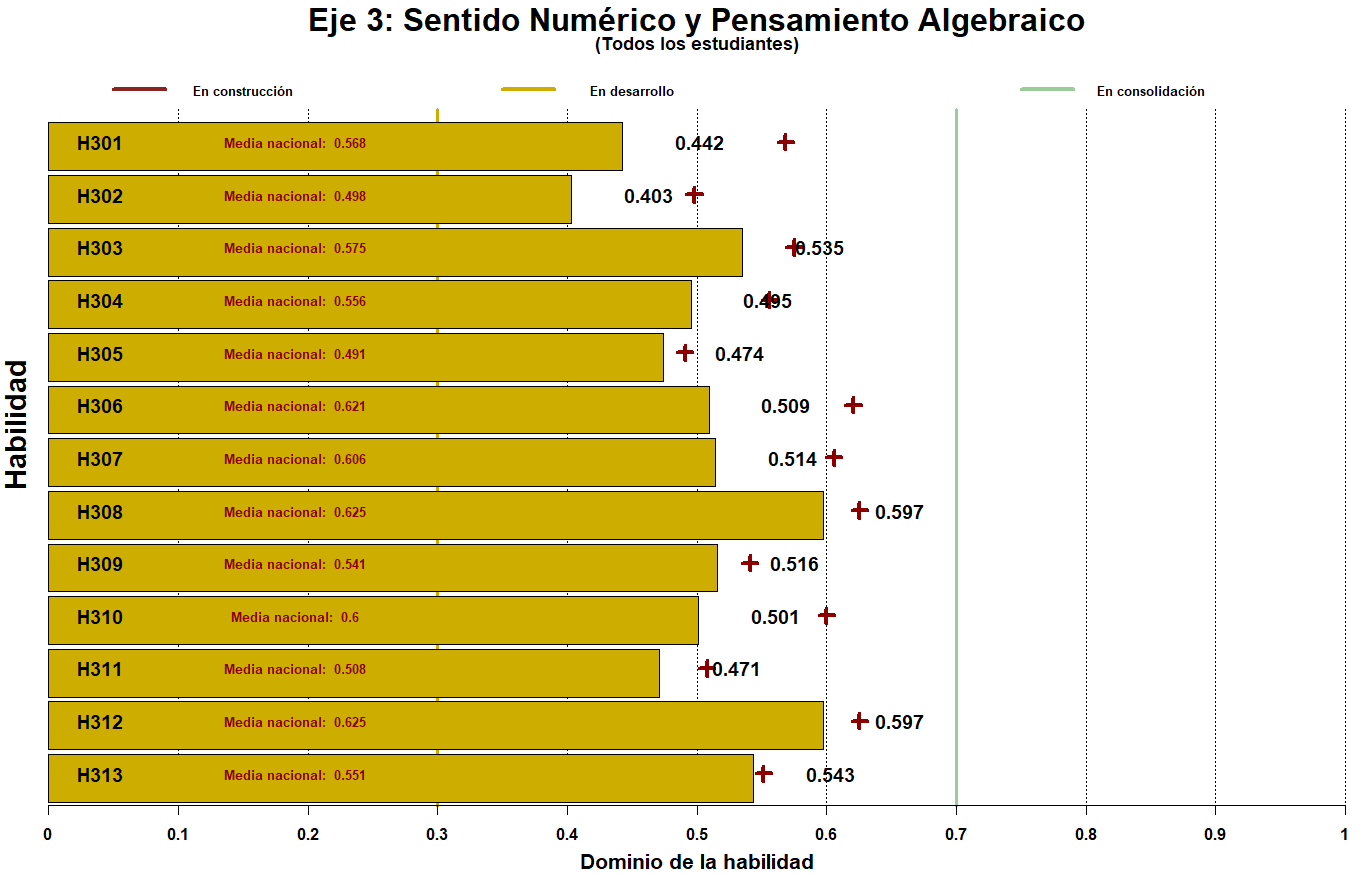 Eje 3: Sentido Numérico y Pensamiento Algebraico
(Todos los estudiantes)
En construcción En desarrollo En consolidación
H301 Media nacional: 0.568 0.442
H302 Media nacional: 0.498 0.403
H303 Media nacional: 0.575 0.535
H304 Media nacional: 0.556 0.495
H305 Media nacional: 0.491 0.474
H306 Media nacional: 0.621 0.509
H307 Media nacional: 0.606 0.514
H308 Media nacional: 0.625 0.597
H309 Media nacional: 0.541 0.516
H310 Media nacional: 0.6 0.501
H311 Media nacional: 0.508 0.471
H312 Media nacional: 0.625 0.597
H313 Media nacional: 0.551 0.543
Habilidad
0 0.1 0.2 0.3 0.4 0.5 0.6 0.7 0.8 0.9 1
Dominio de la habilidad